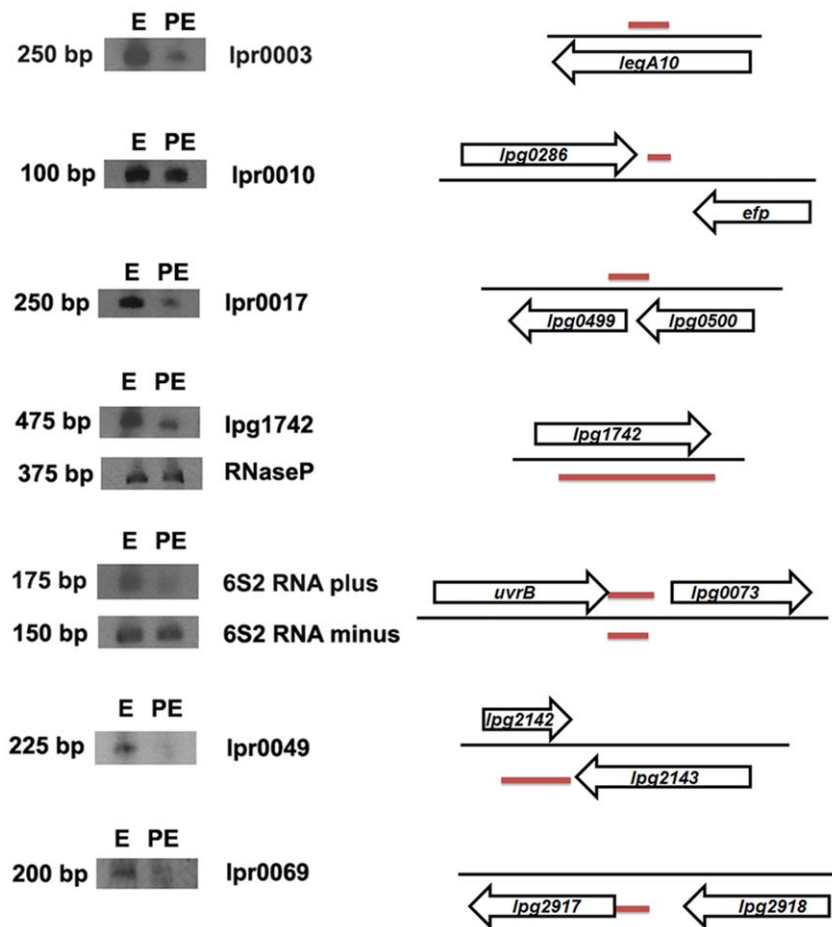 E PE
250 bp lpr0003
legA10
E PE
lpg0286
100 bp lpr0010
efp
E PE
250 bp lpr0017
lpg0499 lpg0500
E PE
475 bp lpg1742
lpg1742
375 bp RNaseP
E PE
175 bp 6S2 RNA plus
uvrB lpg0073
150 bp 6S2 RNA minus
E PE
lpg2142
225 bp lpr0049
lpg2143
E PE
200 bp lpr0069
lpg2917 lpg2918